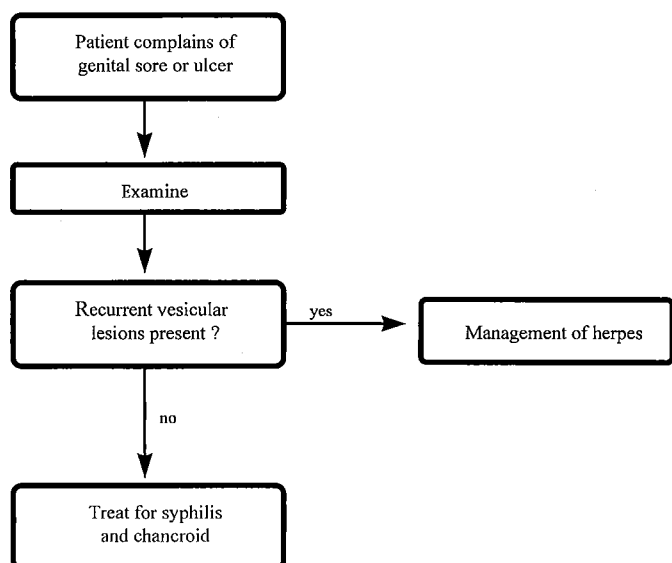 Patient complains of
genital sore or ulcer
Examine
Recurrent vesicular
lesions present ?
yes
Management of herpes
no
Treat for syphilis
and chancroid